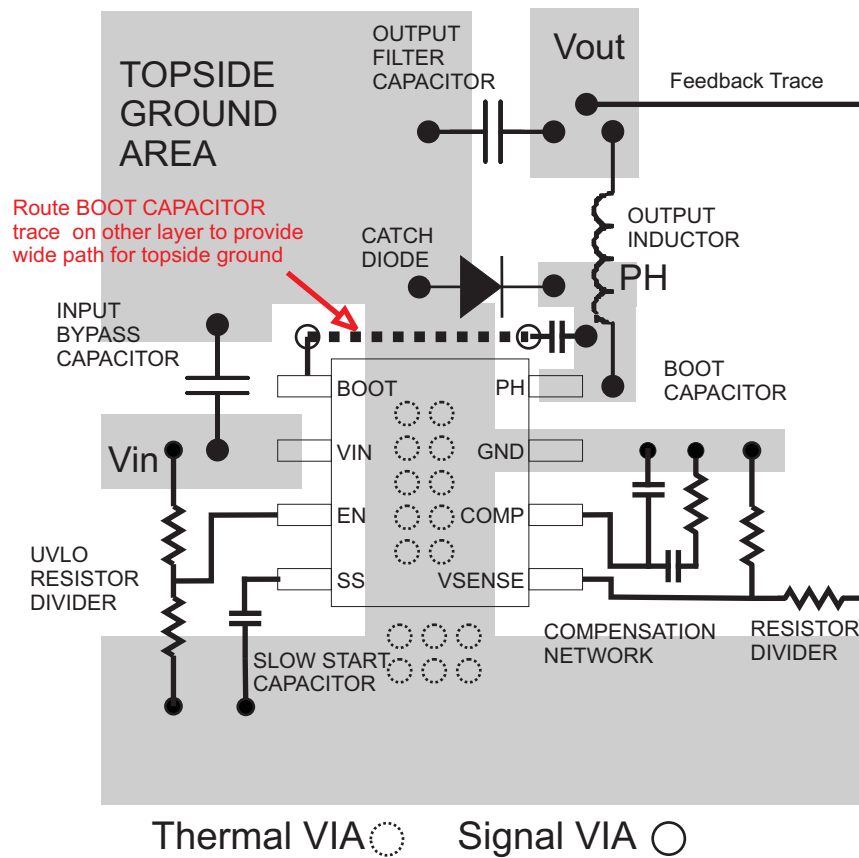 TOPSIDE
GROUND
AREA
OUTPUT
FILTER
CAPACITOR
Vout
Feedback Trace
Route BOOT CAPACITOR
trace on other layer to provide
wide path for topside ground
CATCH
DIODE
OUTPUT
INDUCTOR
PH
INPUT
BYPASS
CAPACITOR
BOOT
CAPACITOR
BOOT
PH
Vin
VIN
GND
EN
COMP
UVLO
RESISTOR
DIVIDER
SS
VSENSE
SLOW START
CAPACITOR
COMPENSATION
NETWORK
RESISTOR
DIVIDER
Thermal VIA
Signal VIA